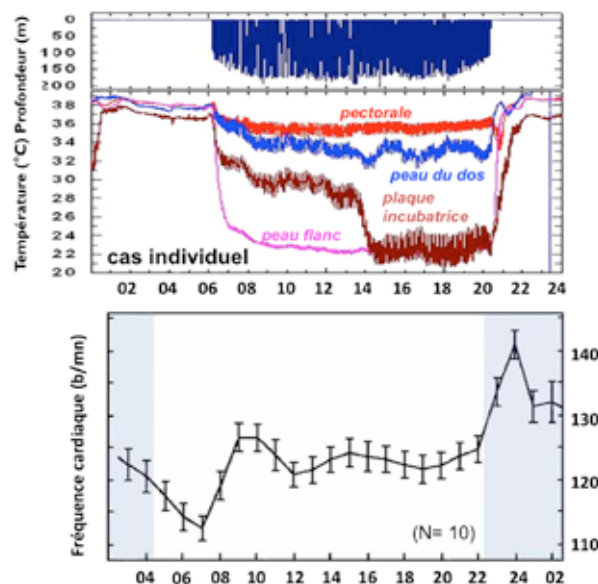 0
50
100
150
200
Température (°C) Profondeur (m)
38
36
34
32
30
28
26
24
22
20
pectorale
peau du dos
plaque
incubatrice
peau flanc
cas individuel
02 04 06 08 10 12 14 16 18 20 22 24
Fréquence cardiaque (b/mn)
140
130
120
110
(N= 10)
04 06 08 10 12 14 16 18 20 22 24 02